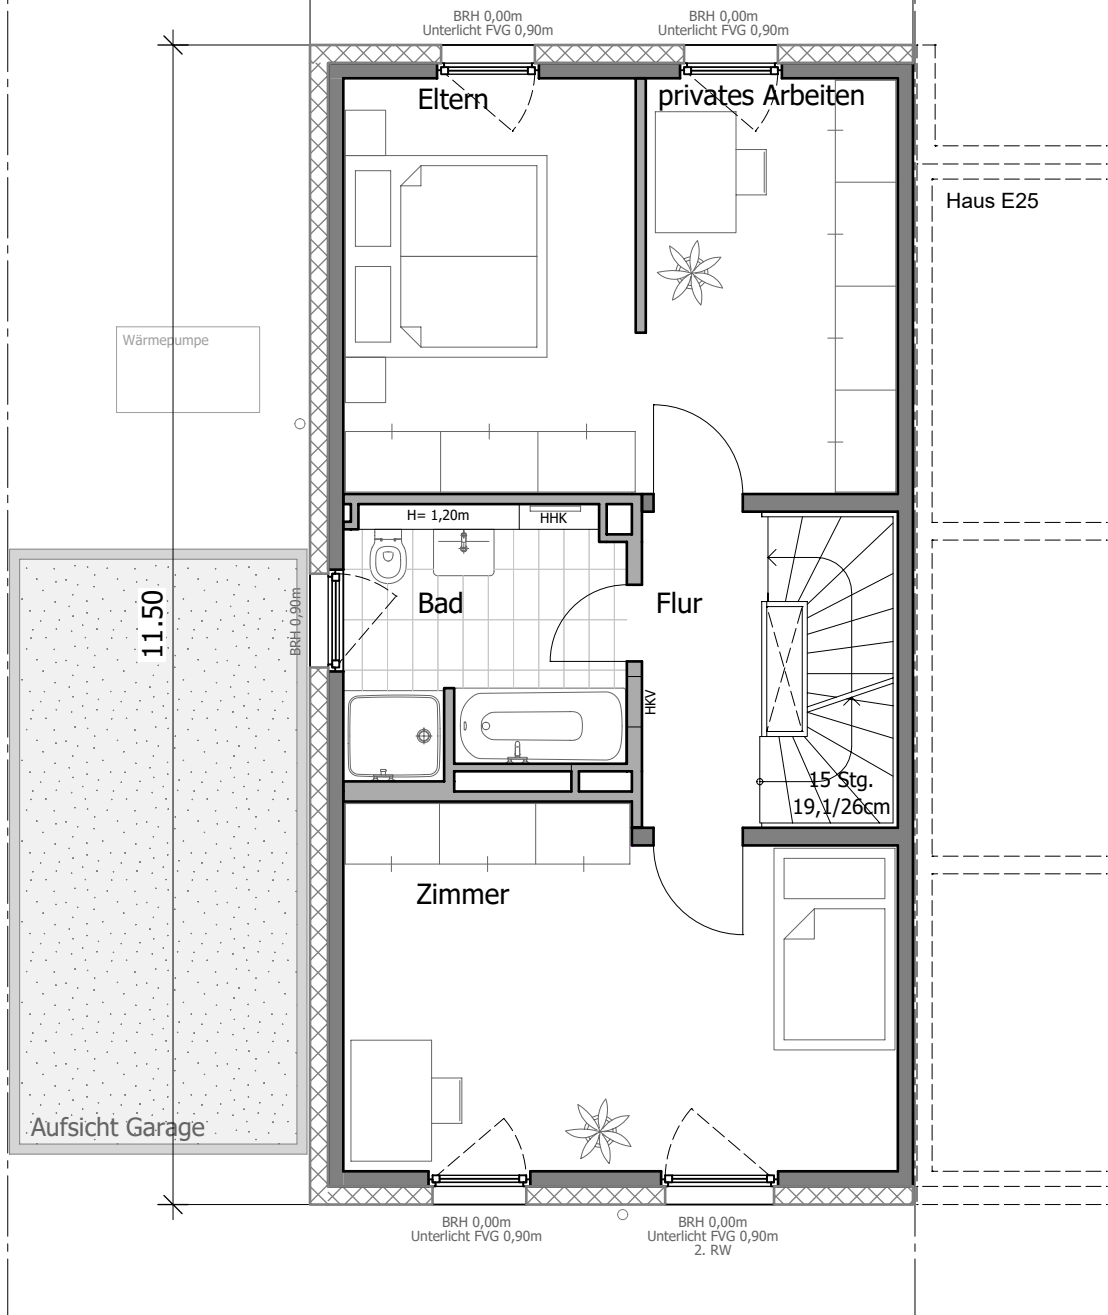 BRH 0,00m
Unterlicht FVG 0,90m
BRH 0,00m
Unterlicht FVG 0,90m
Eltern
privates Arbeiten
Haus E25
Wärmepumpe
H= 1,20m
HHK
11.50
BRH 0,90m
Bad
Flur
HKV
15 Stg.
19,1/26cm
Zimmer
Aufsicht Garage
BRH 0,00m
Unterlicht FVG 0,90m
BRH 0,00m
Unterlicht FVG 0,90m
2. RW